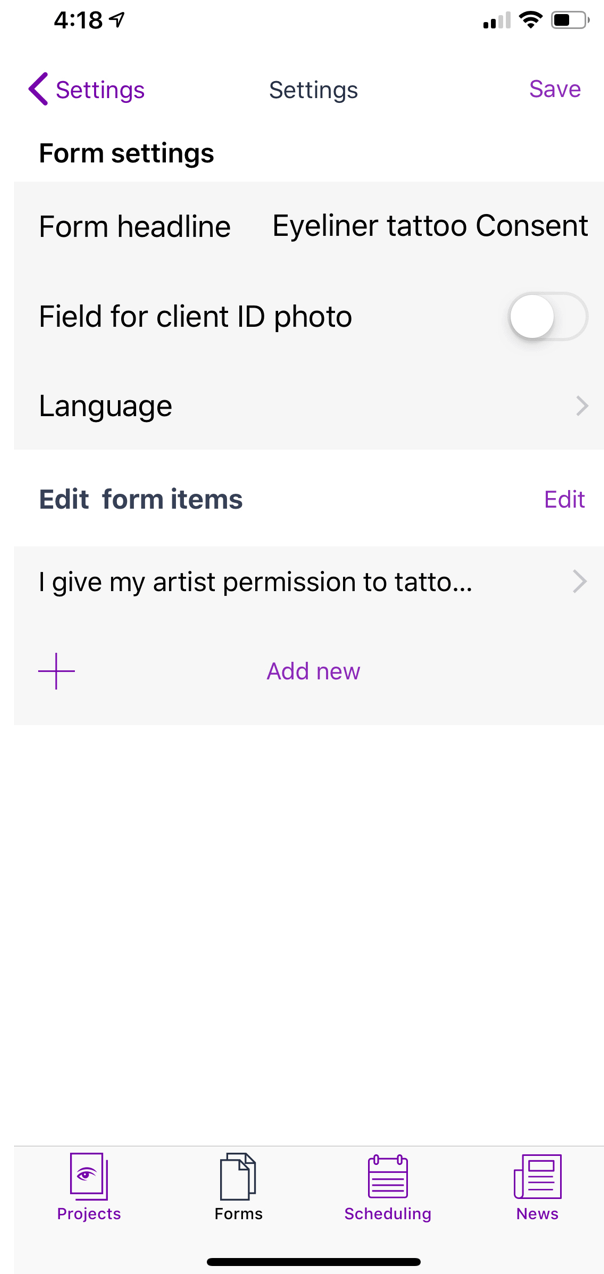 4:18
Settings
Settings
Save
Form settings
Form headline Eyeliner tattoo Consent
Field for client ID photo
Language
Edit form items
Edit
I give my artist permission to tatto...
Add new
Projects
Forms
Scheduling
News